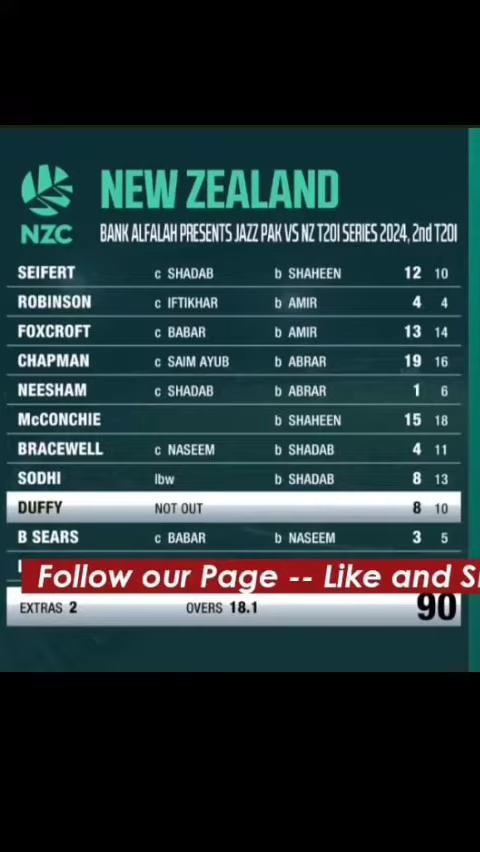 NEW ZEALAND
NZC
BANK ALFALAH PRESENTS JAZZ PAK VS NZ T20I SERIES 2024, 2nd T20I
SEIFERT c SHADAB b SHAHEEN 12 10
ROBINSON c IFTIKHAR b AMIR 4 4
FOXCROFT c BABAR b AMIR 13 14
CHAPMAN c SAIM AYUB b ABRAR 19 16
NEESHAM c SHADAB b ABRAR 1 6
McCONCHIE b SHAHEEN 15 18
BRACEWELL c NASEEM b SHADAB 4 11
SODHI lbw b SHADAB 8 13
DUFFY NOT OUT 8 10
B SEARS c BABAR b NASEEM 3 5
Follow our Page -- Like and
EXTRAS 2 OVERS 18.1 90